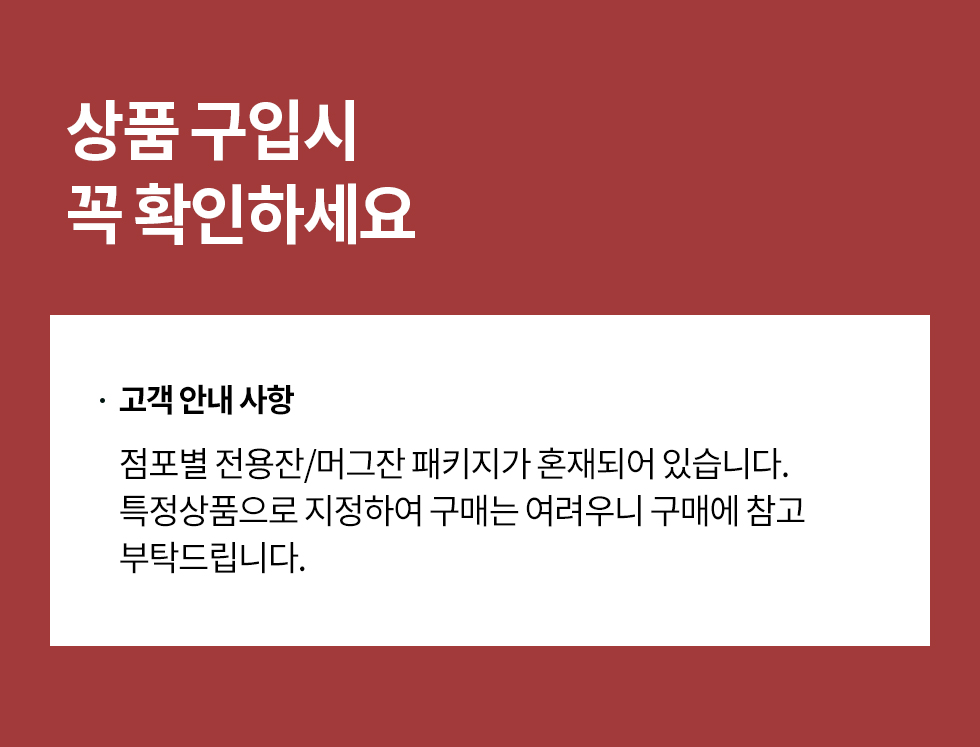 상품 구입시
꼭 확인하세요
· 고객 안내 사항
점포별 전용잔/머그잔 패키지가 혼재되어 있습니다.
특정상품으로 지정하여 구매는 여려우니 구매에 참고
부탁드립니다.